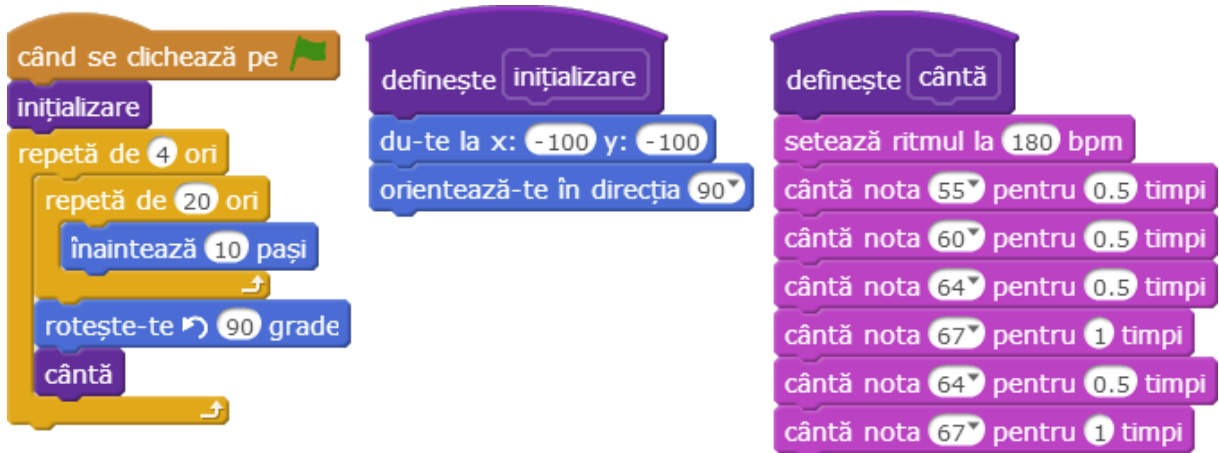 când se clichează pe
inițializare
repetă de 4 ori
repetă de 20 ori
înaintează 10 pași
rotește-te 90 grade
cântă
definește inițializare
du-te la x: -100 y: -100
orientează-te în direcția 90
definește cântă
setează ritmul la 180 bpm
cântă nota 55 pentru 0.5 timpi
cântă nota 60 pentru 0.5 timpi
cântă nota 64 pentru 0.5 timpi
cântă nota 67 pentru 1 timpi
cântă nota 64 pentru 0.5 timpi
cântă nota 67 pentru 1 timpi